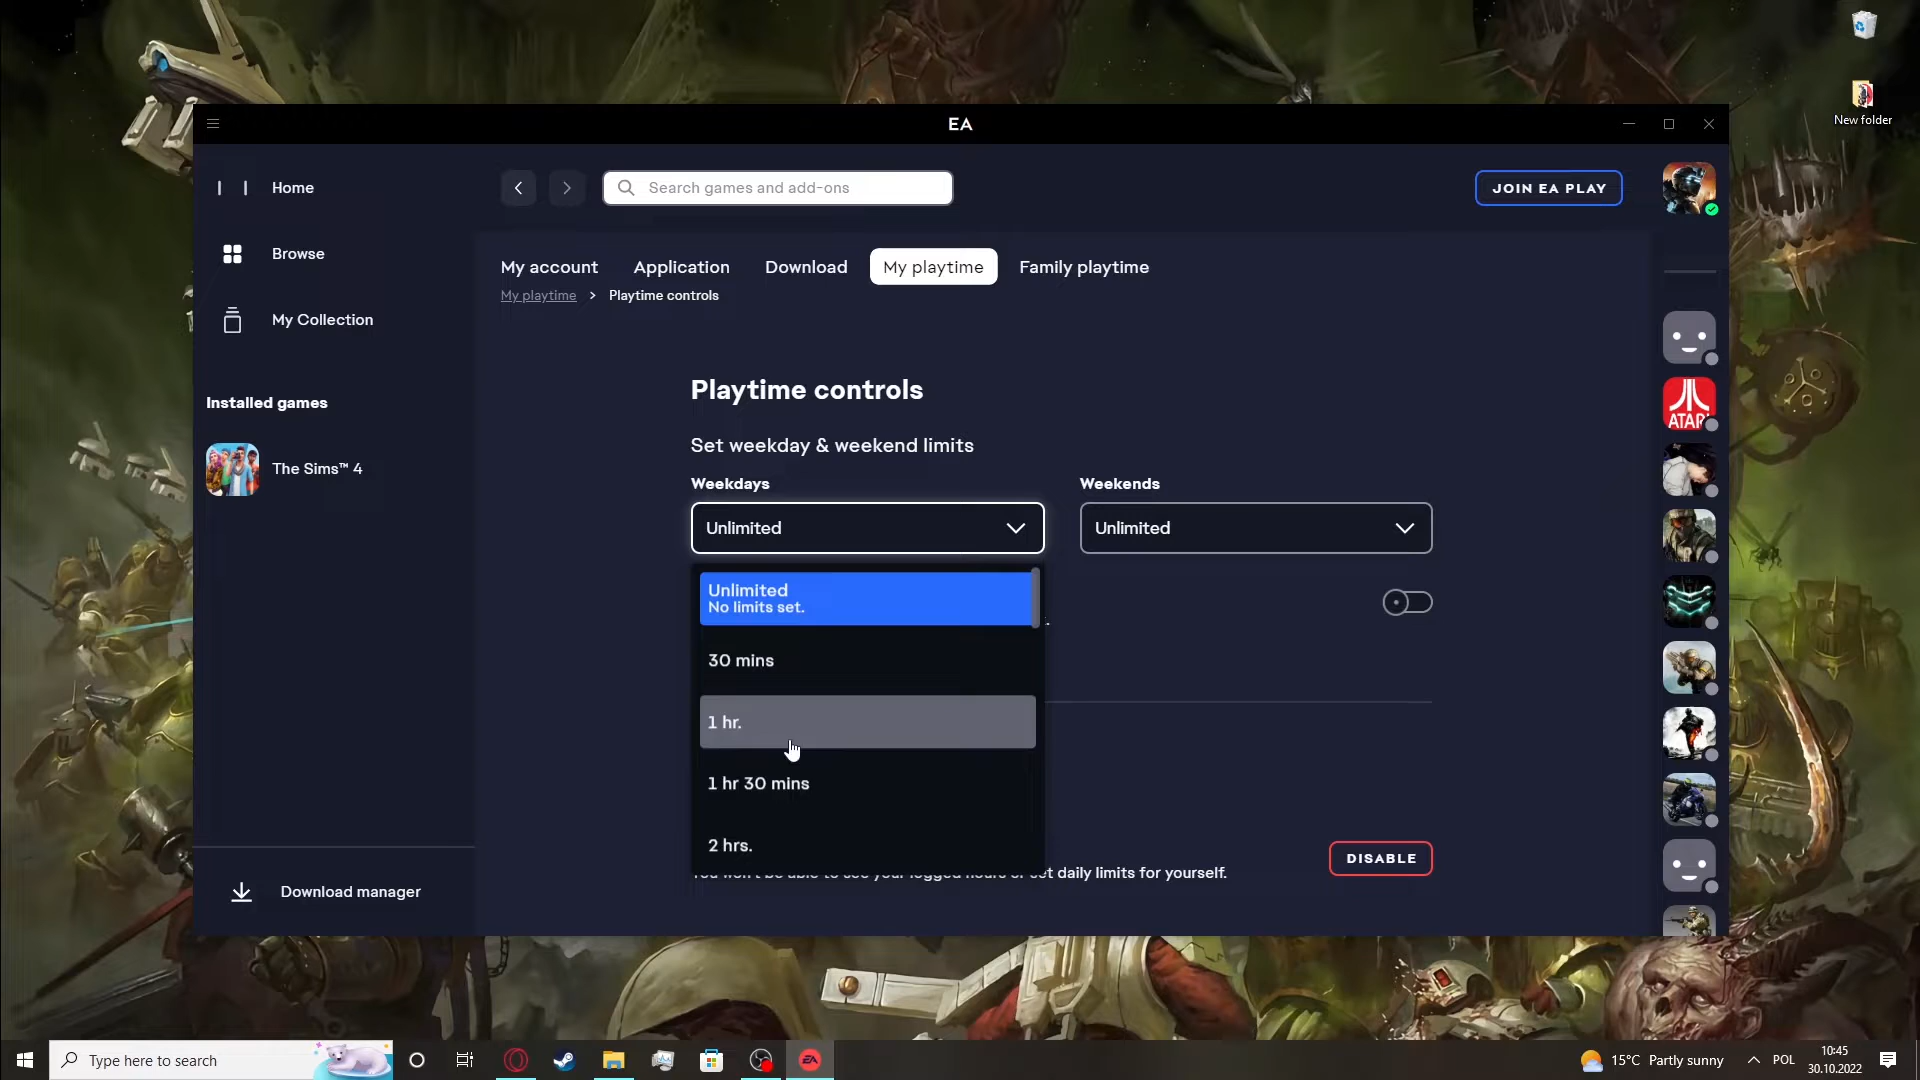 New folder
EA
Home
Search games and add-ons
JOIN EA PLAY
Browse
My account
Application
Download
My playtime
Family playtime
My playtime > Playtime controls
My Collection
Installed games
The Sims™ 4
Playtime controls
Set weekday & weekend limits
Weekdays
Weekends
Unlimited
Unlimited
Unlimited
No limits set.
30 mins
1 hr.
1 hr 30 mins
2 hrs.
daily limits for yourself.
DISABLE
ATARI
Download manager
Type here to search
EA
15°C Partly sunny
POL
10:45
30.10.2022